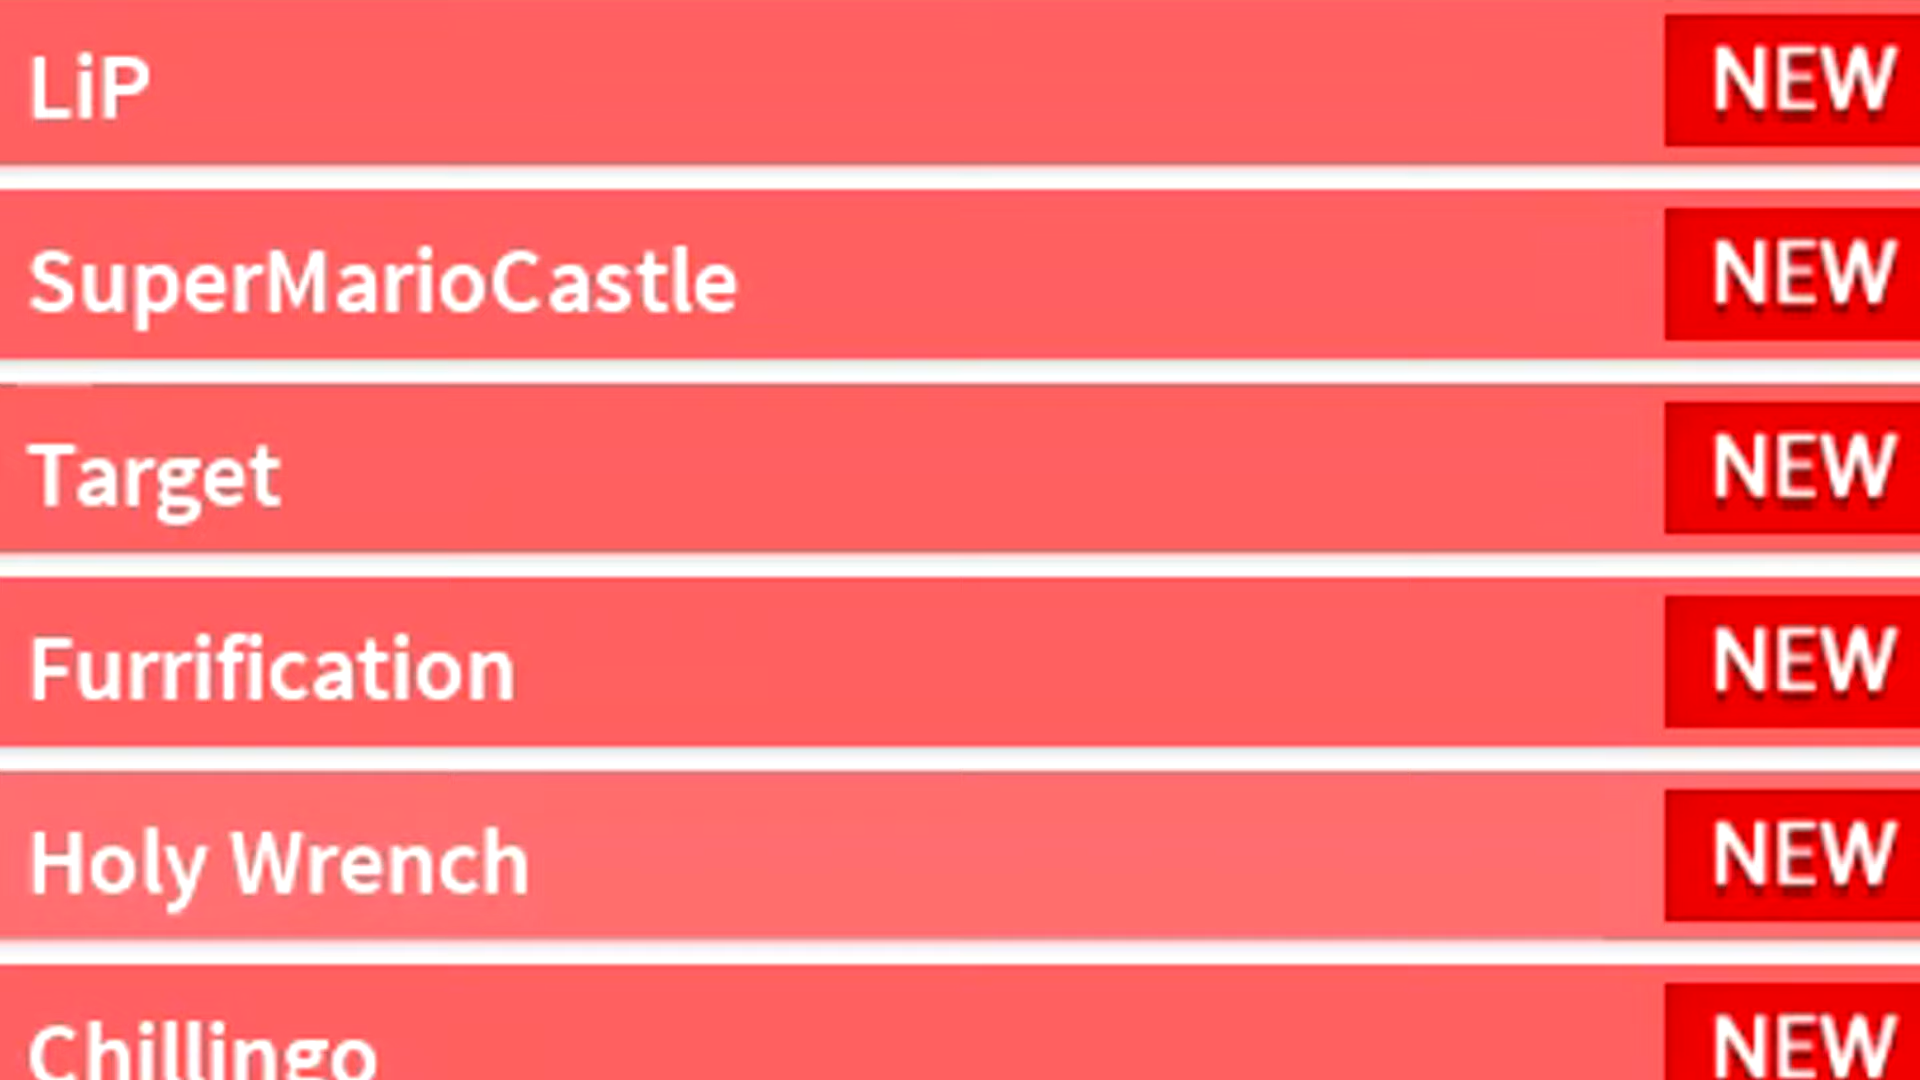 LiP NEW
SuperMarioCastle NEW
Target NEW
Furrification NEW
Holy Wrench NEW
Chillingo NEW